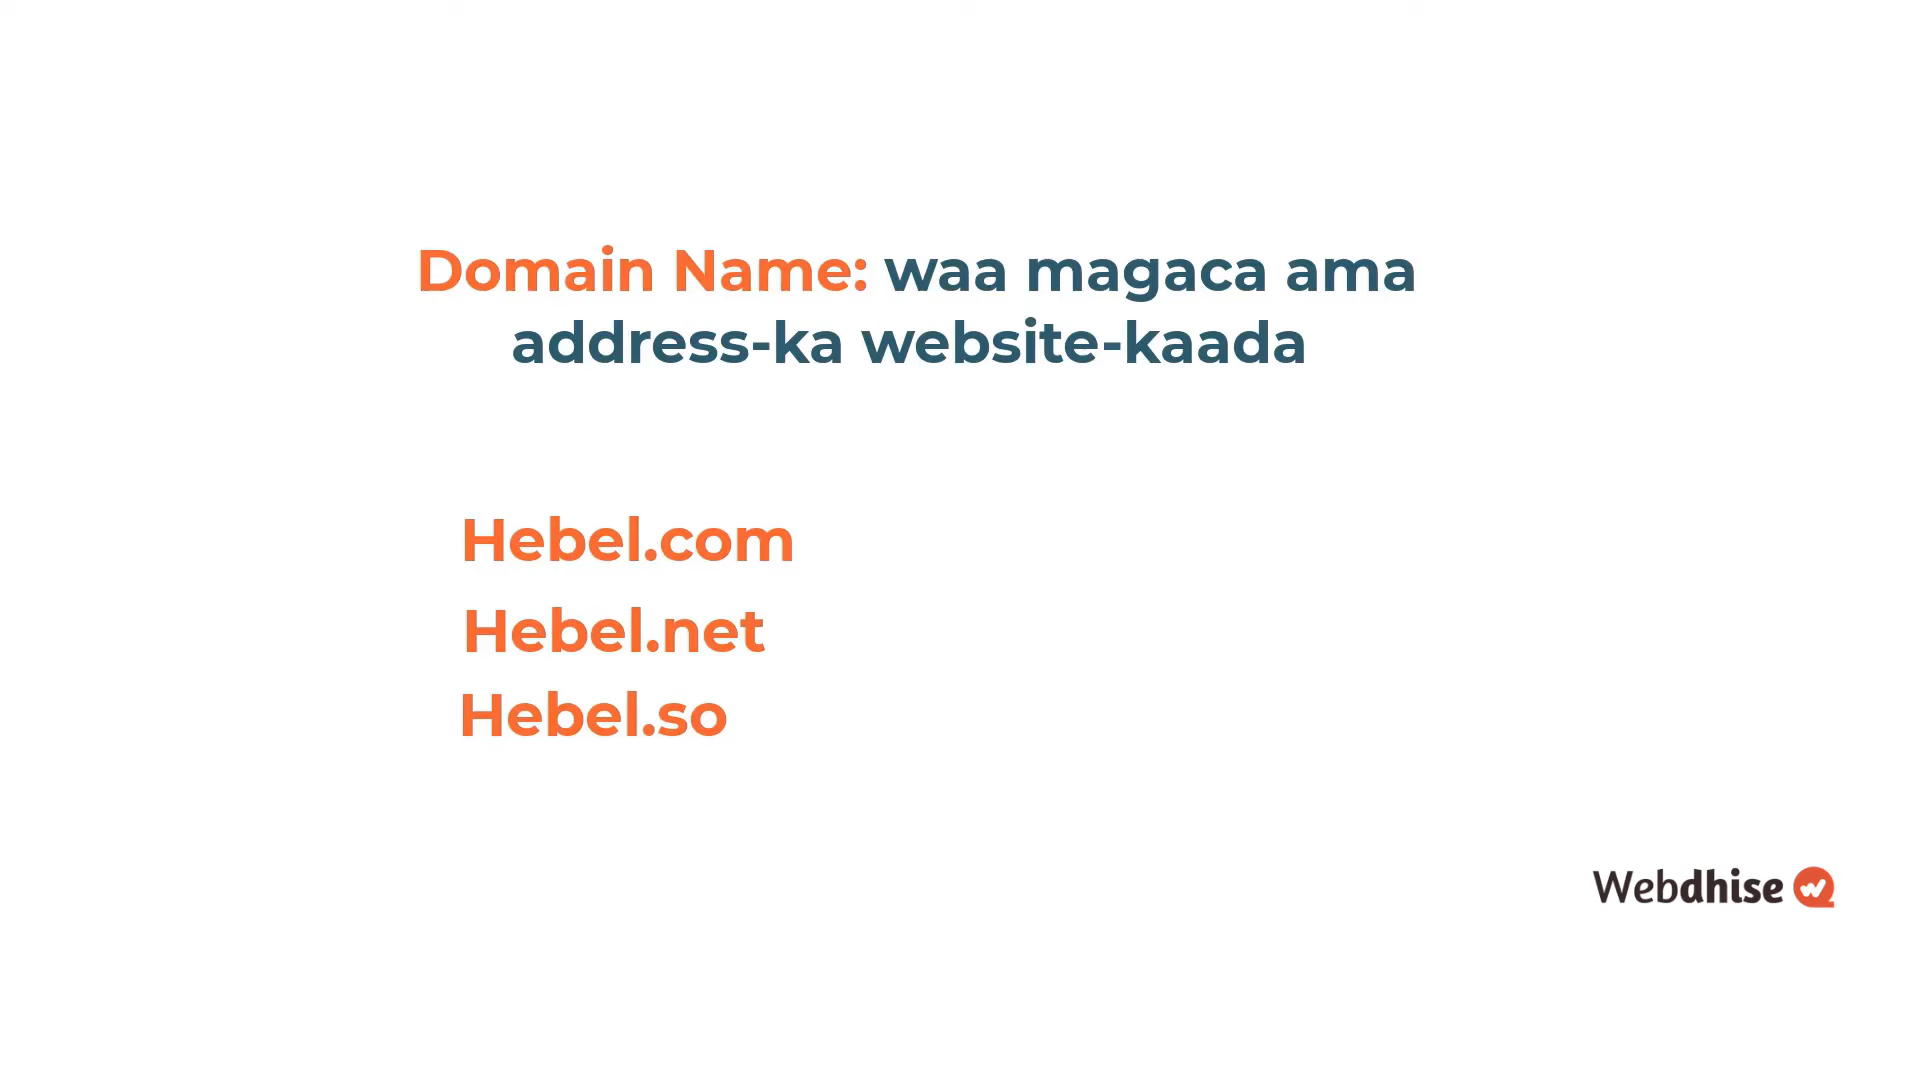 Domain Name: waa magaca ama
address-ka website-kaada
Hebel.com
Hebel.net
Hebel.so
Webdhise